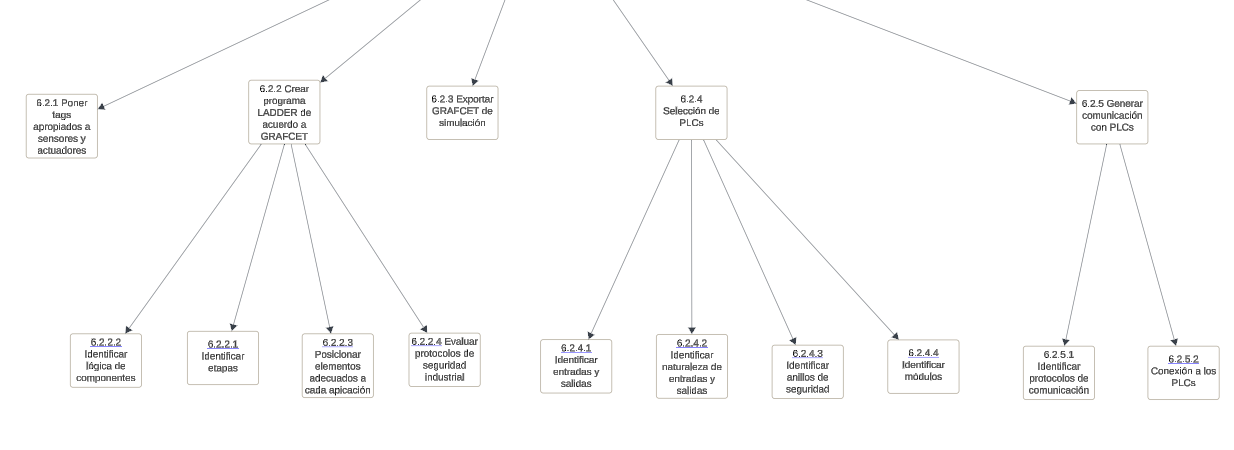 6.2.1 Poner
tags
apropiados a
sensores y
actuadores
6.2.2 Crear
programa
LADDER de
acuerdo a
GRAFCET
6.2.3 Exportar
GRAFCET de
simulación
6.2.4
Selección de
PLCs
6.2.5 Generar
comunicación
con PLCs
6.2.2.2
Identificar
lógica de
componentes
6.2.2.1
Identificar
etapas
6.2.2.3
Posicionar
elementos
adecuados a
cada apicación
6.2.2.4 Evaluar
protocolos de
seguridad
industrial
6.2.4.1
Identificar
entradas y
salidas
6.2.4.2
Identificar
naturaleza de
entradas y
salidas
6.2.4.3
Identificar
anillos de
seguridad
6.2.4.4
Identificar
módulos
6.2.5.1
Identificar
protocolos de
comunicación
6.2.5.2
Conexión a los
PLCs